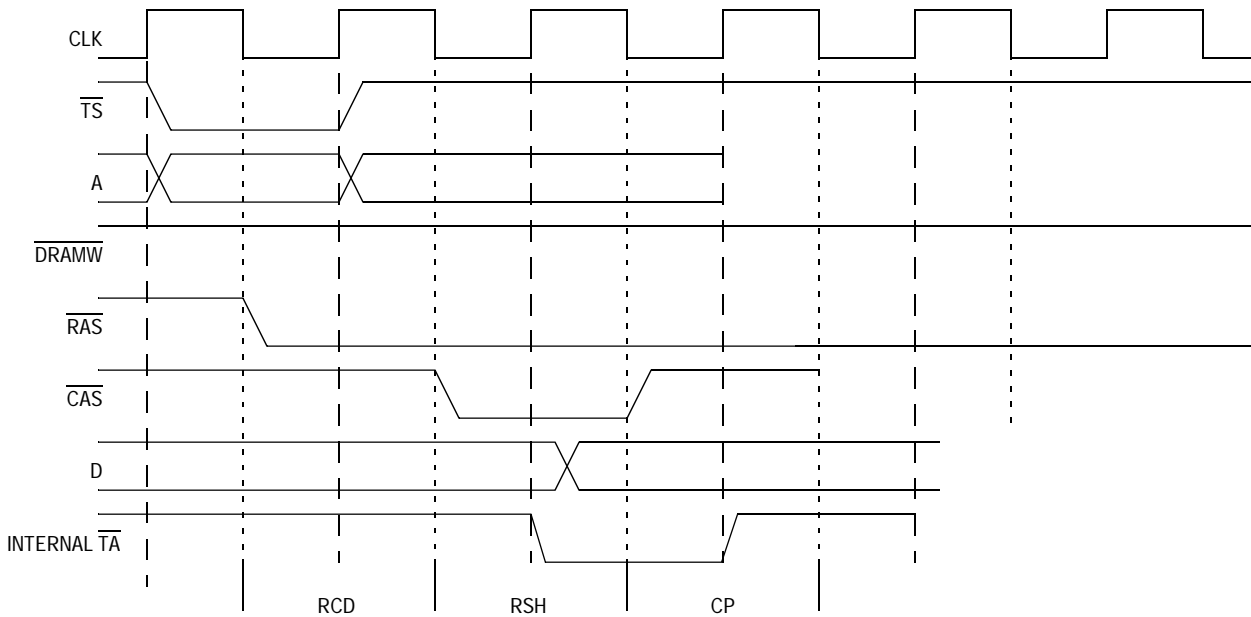 CLK
TS
A
DRAMW
RAS
CAS
D
INTERNAL TA
RCD RSH CP